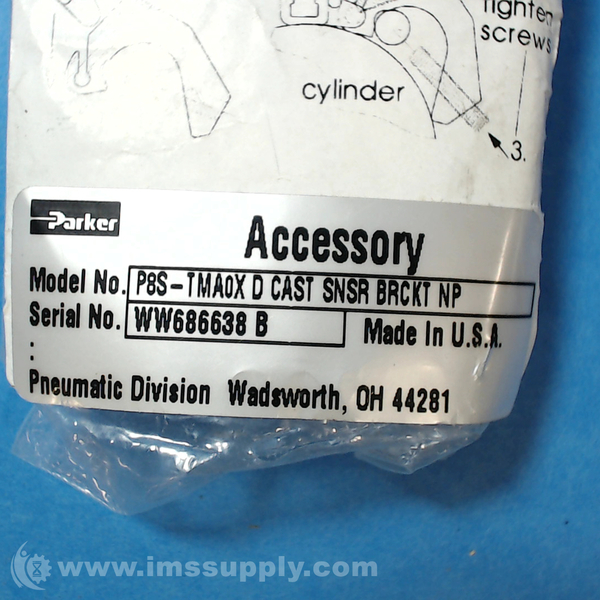 tighten
screws
cylinder
3.
Parker
Accessory
Model No. P8S-TMA0X D CAST SNSR BRCKT NP
Serial No. WW686638 B Made In U.S.A.
:
Pneumatic Division Wadsworth, OH 44281
www.imssupply.com